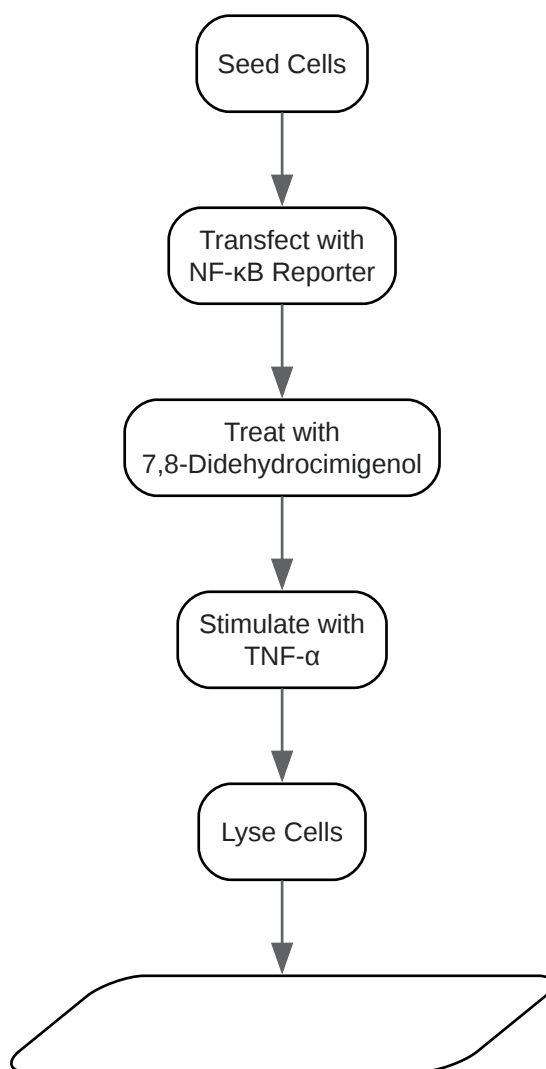 Seed Cells
Transfect with
NF-κB Reporter
Treat with
7,8-Didehydrocimigenol
Stimulate with
TNF-α
Lyse Cells